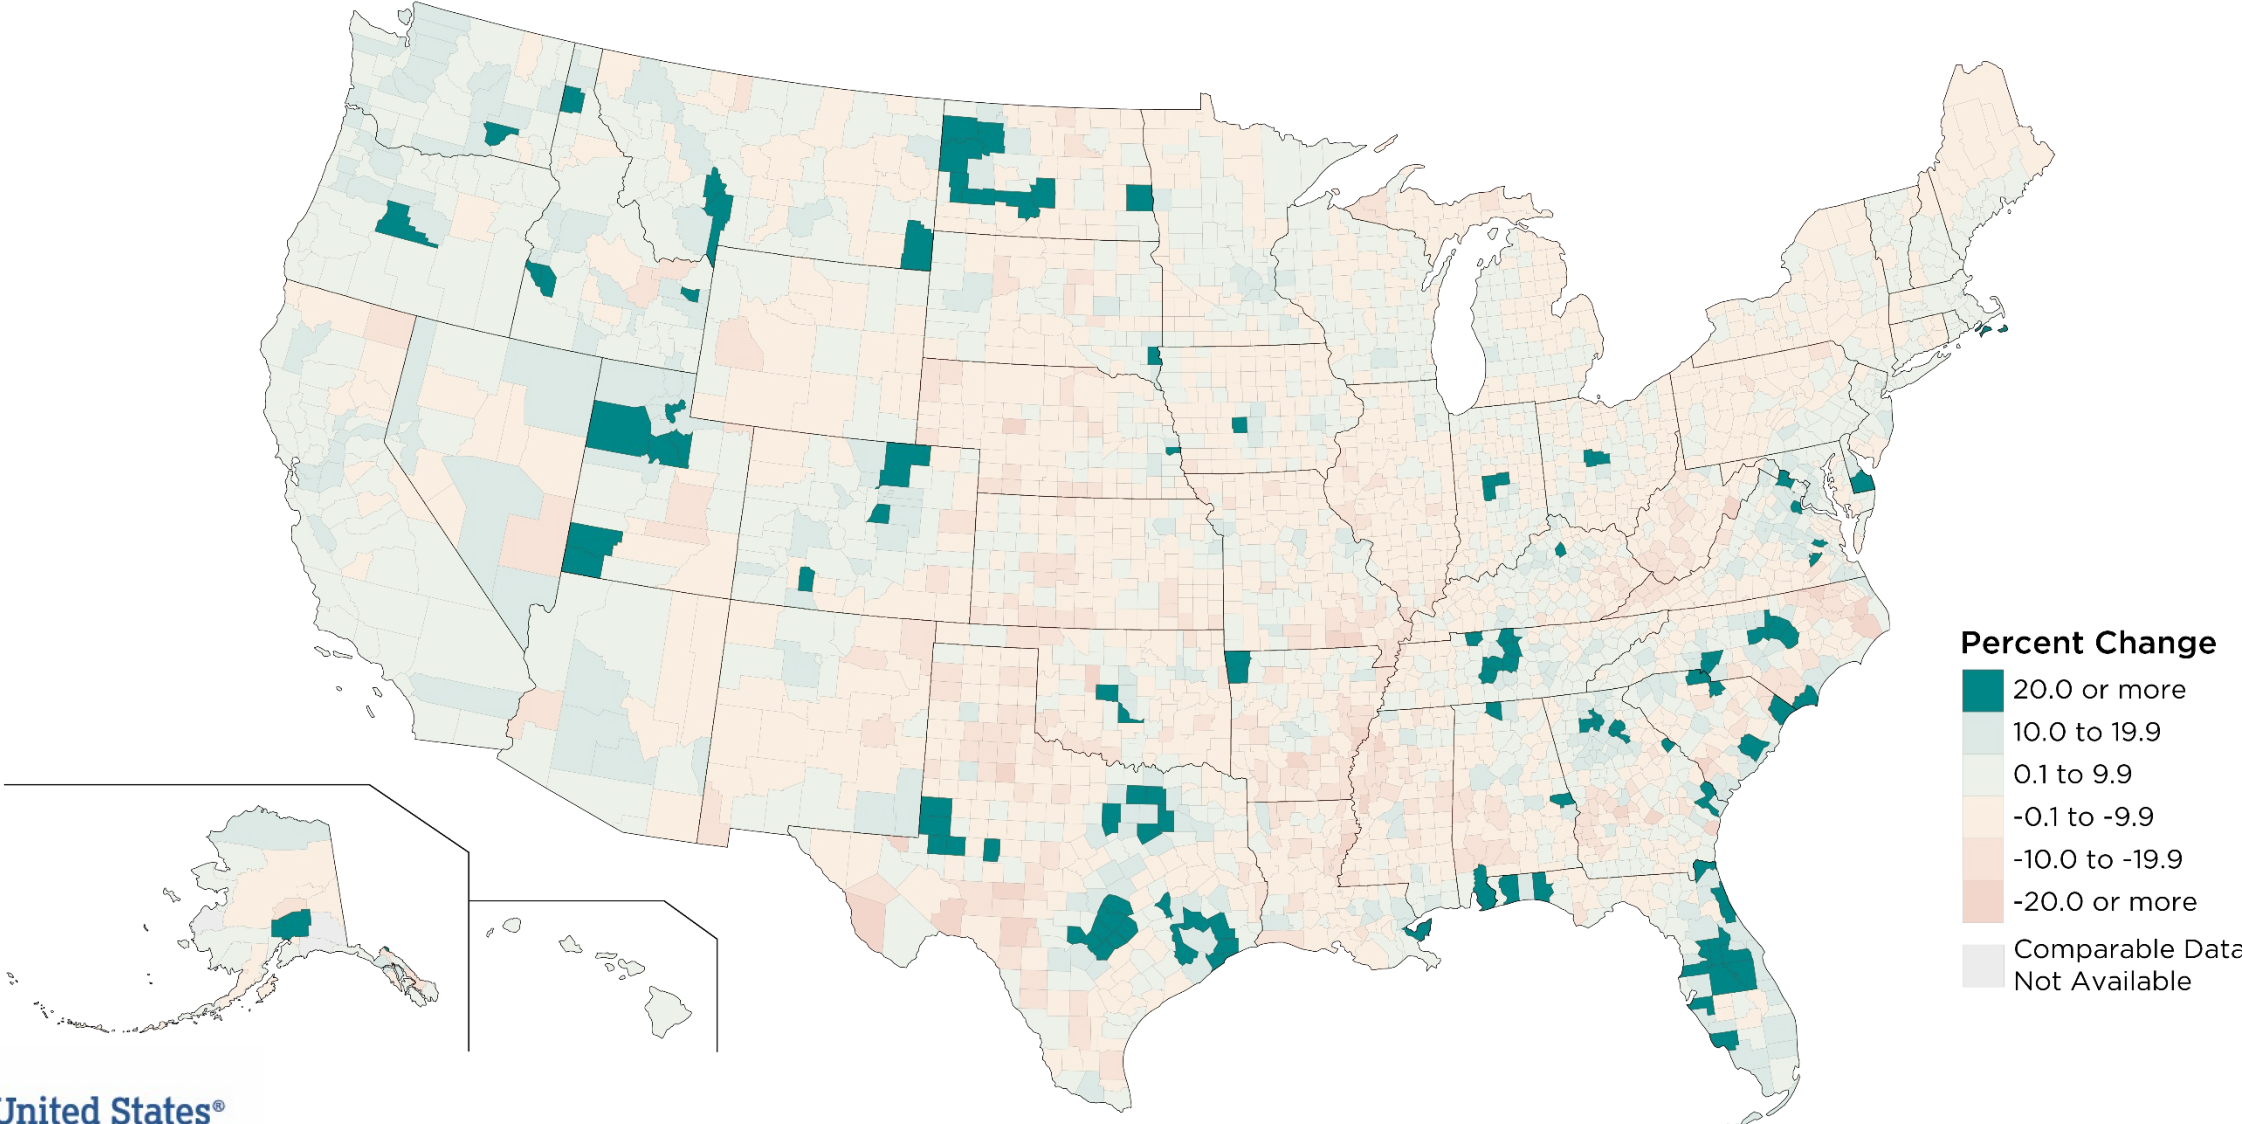 Percent Change
20.0 or more
10.0 to 19.9
0.1 to 9.9
-0.1 to -9.9
-10.0 to -19.9
-20.0 or more
Comparable Data
Not Available
United States®